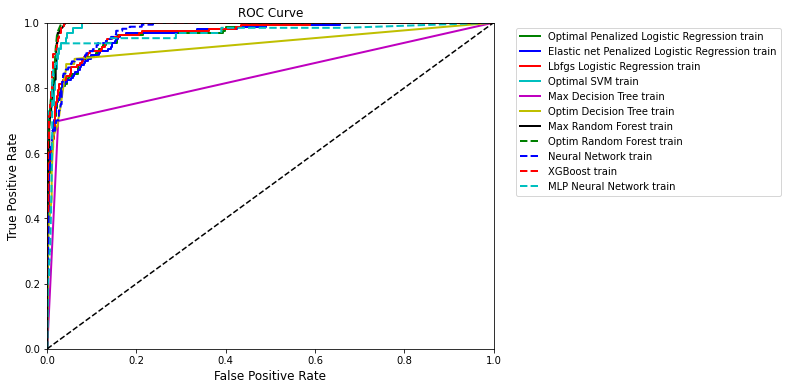 ROC Curve
1.0
0.8
0.6
0.4
0.2
0.0
True Positive Rate
0.0 0.2 0.4 0.6 0.8 1.0
False Positive Rate
Optimal Penalized Logistic Regression train
Elastic net Penalized Logistic Regression train
Lbfgs Logistic Regression train
Optimal SVM train
Max Decision Tree train
Optim Decision Tree train
Max Random Forest train
Optim Random Forest train
Neural Network train
XGBoost train
MLP Neural Network train